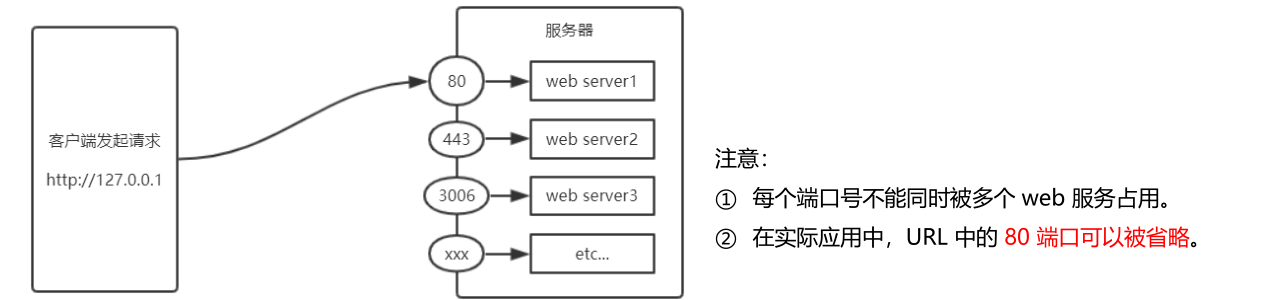 客户端发起请求
http://127.0.0.1
服务器
80
web server1
443
web server2
3006
web server3
xxx
etc...
注意：
① 每个端口号不能同时被多个 web 服务占用。
② 在实际应用中，URL 中的 80 端口可以被省略。